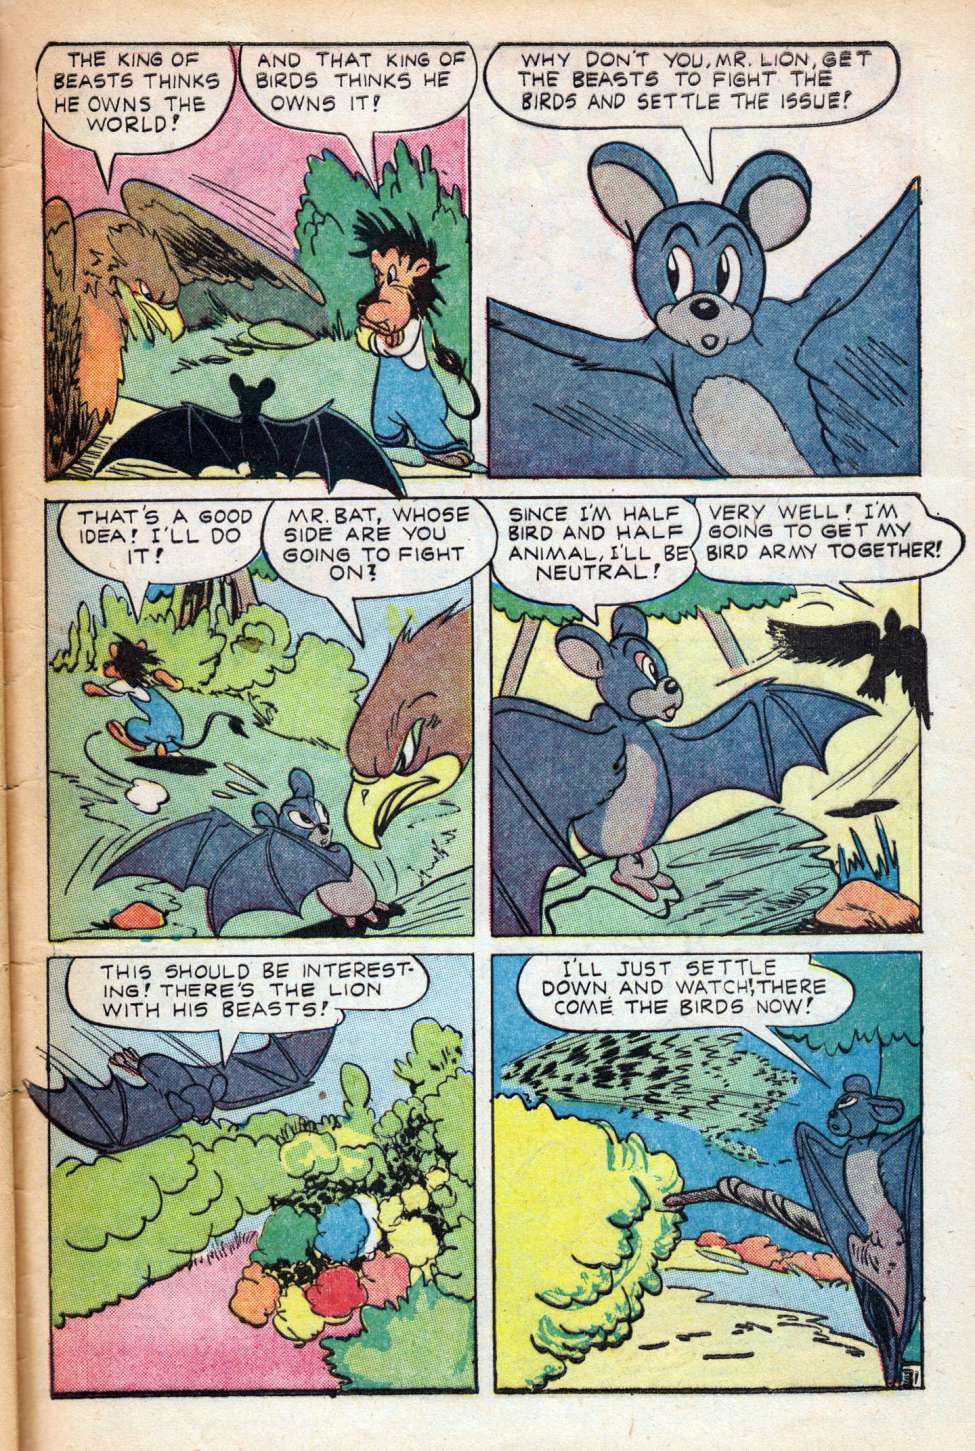 THE KING OF
BEASTS THINKS
HE OWNS THE
WORLD!
AND THAT KING OF
BIRDS THINKS HE
OWNS IT!
WHY DON'T YOU, MR. LION, GET
THE BEASTS TO FIGHT THE
BIRDS AND SETTLE THE ISSUE?
THAT'S A GOOD
IDEA! I'LL DO
IT!
MR. BAT, WHOSE
SIDE ARE YOU
GOING TO FIGHT
ON?
SINCE I'M HALF
BIRD AND HALF
ANIMAL, I'LL BE
NEUTRAL!
VERY WELL! I'M
GOING TO GET MY
BIRD ARMY TOGETHER!
THIS SHOULD BE INTEREST-
ING! THERE'S THE LION
WITH HIS BEASTS!
I'LL JUST SETTLE
DOWN AND WATCH! THERE
COME THE BIRDS NOW!
1